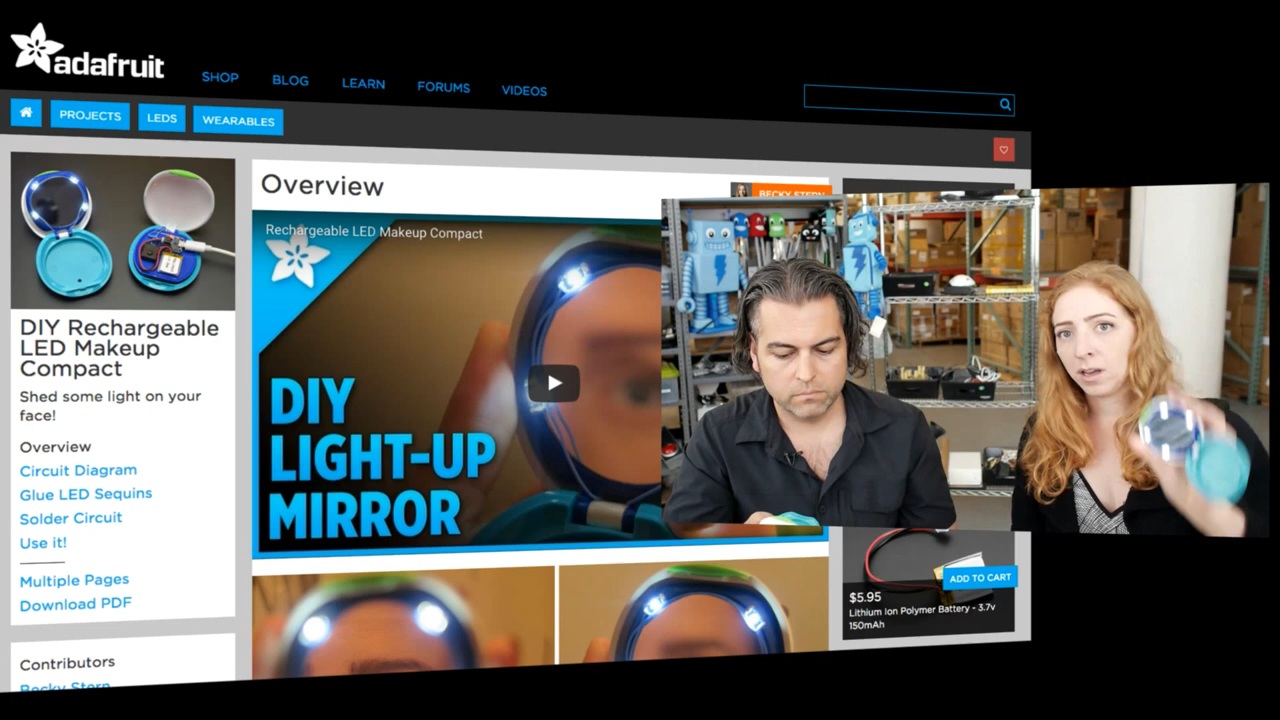 adafruit
SHOP
BLOG
LEARN
FORUMS
VIDEOS
PROJECTS
LEDS
WEARABLES
DIY Rechargeable
LED Makeup
Compact
Shed some light on your
face!
Overview
Circuit Diagram
Glue LED Sequins
Solder Circuit
Use it!
Multiple Pages
Download PDF
Contributors
Becky Stern
Overview
BECKY STERN
Rechargeable LED Makeup Compact
DIY
LIGHT-UP
MIRROR
ADD TO CART
$5.95
Lithium Ion Polymer Battery - 3.7v
150mAh